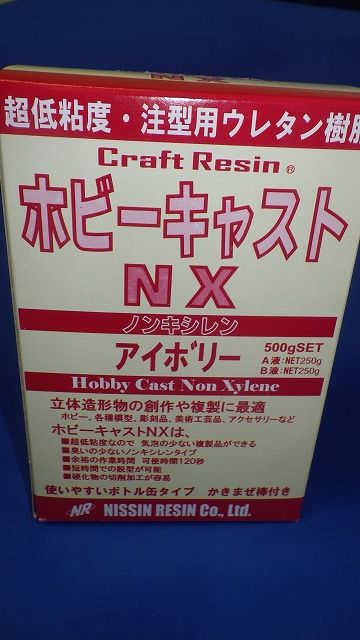 NX
超低粘度・注型用ウレタン樹脂
Craft Resin®
ホビーキャスト
NX
ノンキシレン
アイボリー
500gSET
A液:NET250g
B液:NET250g
Hobby Cast Non Xylene
立体造形物の創作や複製に最適
ホビー、各種模型、彫刻品、美術工芸品、アクセサリーなど
ホビーキャストNXは、
■超低粘度なので 気泡の少ない複製品ができる
■臭いの少ないノンキシレンタイプ
■余裕の作業時間 可使時間120秒
■短時間での脱型が可能
■硬化物の切削加工が容易
使いやすいボトル缶タイプ かきまぜ棒付き
NR NISSIN RESIN Co., Ltd.